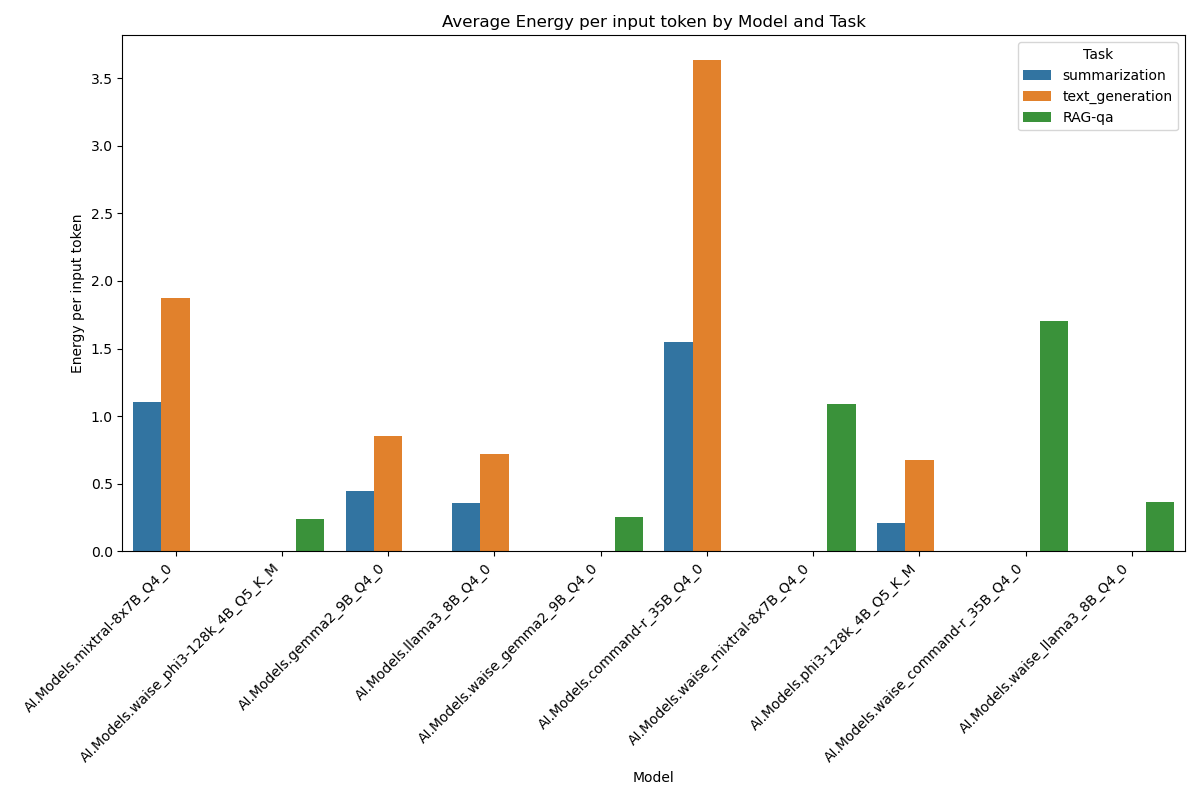 Average Energy per input token by Model and Task
Task
summarization
text_generation
RAG-qa
Energy per input token
3.5
3.0
2.5
2.0
1.5
1.0
0.5
0.0
AI.Models.mixtral-8x7B_Q4_0
AI.Models.waise_phi3-128k_4B_Q5_K_M
AI.Models.gemma2_9B_Q4_0
AI.Models.llama3_8B_Q4_0
AI.Models.waise_gemma2_9B_Q4_0
AI.Models.command-r_35B_Q4_0
AI.Models.waise_mixtral-8x7B_Q4_0
AI.Models.phi3-128k_4B_Q5_K_M
AI.Models.waise_command-r_35B_Q4_0
AI.Models.waise_llama3_8B_Q4_0
Model